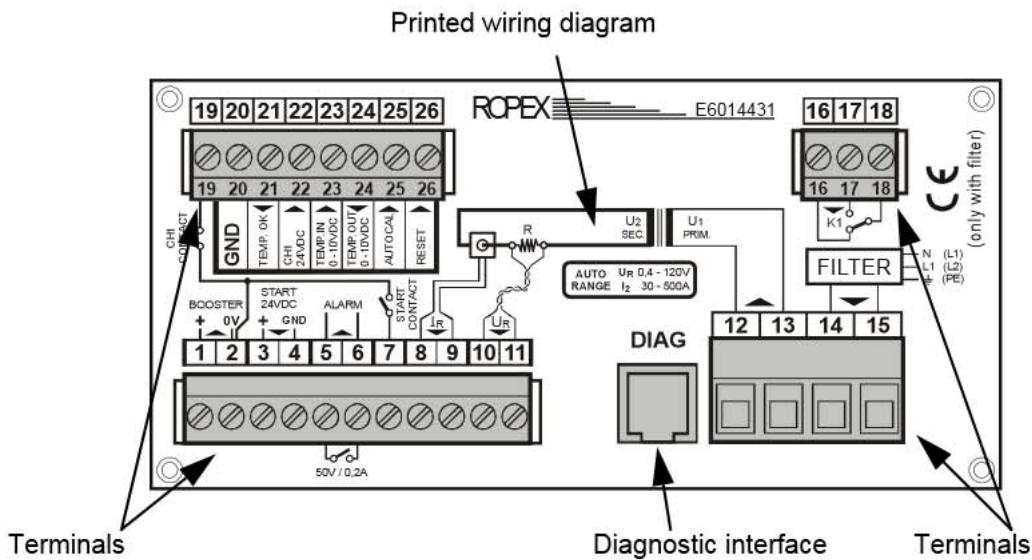 Printed wiring diagram
19 20 21 22 23 24 25 26
ROPEX E6014431
16 17 18
19 20 21 22 23 24 25 26
16 17 18
CH1 CONTACT
GND
TEMP. OK
CH1 24VDC
TEMP. IN 0-10VDC
TEMP. OUT 0-10VDC
AUTOCAL
RESET
R
U2 SEC.
U1 PRIM.
K1
(only with filter)
CE
AUTO RANGE
UR 0,4 - 120V
I2 30 - 500A
FILTER
N (L1)
L1 (L2)
(PE)
BOOSTER
+ 0V
START 24VDC
+ GND
ALARM
START CONTACT
IR
UR
1 2 3 4 5 6 7 8 9 10 11
DIAG
12 13 14 15
50V / 0,2A
Terminals
Diagnostic interface
Terminals